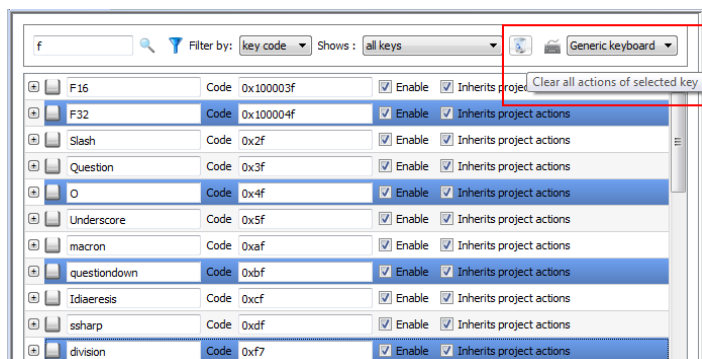 f Filter by: key code Shows : all keys Generic keyboard
Clear all actions of selected key
F16 Code 0x100003f Enable Inherits
F32 Code 0x100004f Enable Inherits project actions
Slash Code 0x2f Enable Inherits project actions
Question Code 0x3f Enable Inherits project actions
O Code 0x4f Enable Inherits project actions
Underscore Code 0x5f Enable Inherits project actions
macron Code 0xaf Enable Inherits project actions
questiondown Code 0xbf Enable Inherits project actions
Idiaeresis Code 0xcf Enable Inherits project actions
ssharp Code 0xdf Enable Inherits project actions
division Code 0xf7 Enable Inherits project actions